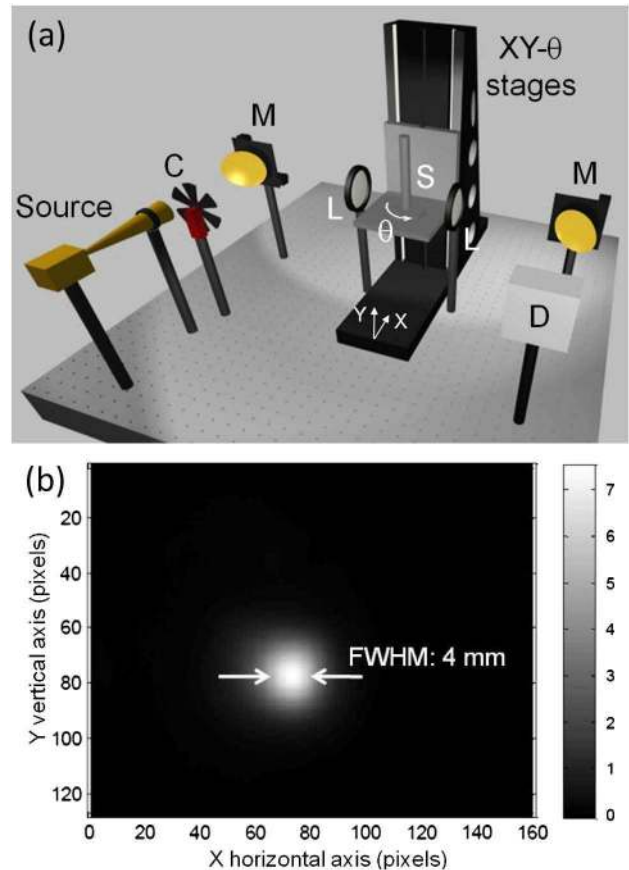 (a)
XY-θ
stages
M
C
Source
S
L
θ
L
M
D
Y
X
(b)
20
40
60
80
100
120
Y vertical axis (pixels)
FWHM: 4 mm
0 20 40 60 80 100 120 140 160
X horizontal axis (pixels)
7
6
5
4
3
2
1
0